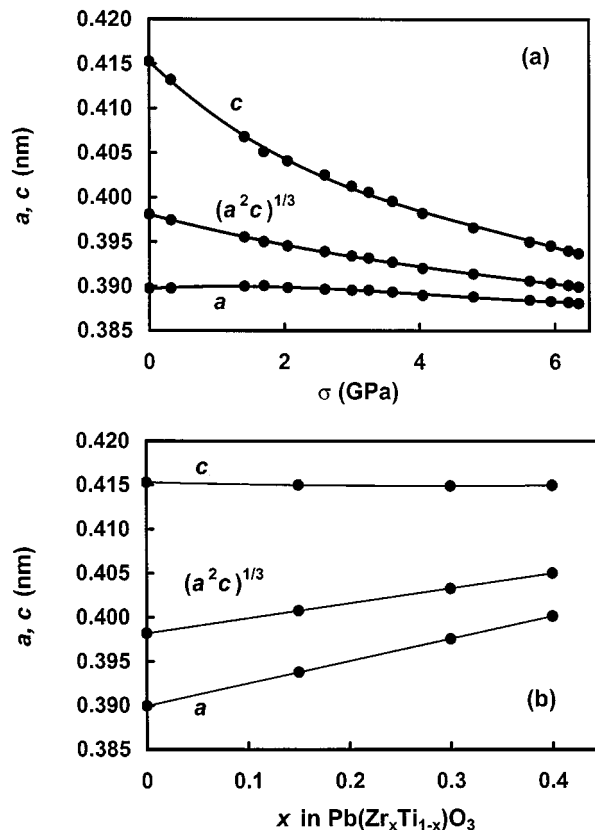 0.420
(a)
0.415
0.410
c
0.405
a, c (nm)
0.400
(a²c)^1/3
0.395
0.390
a
0.385
0 2 4 6
σ (GPa)
0.420
c
0.415
0.410
0.405
a, c (nm)
(a²c)^1/3
0.400
0.395
0.390
a
(b)
0.385
0 0.1 0.2 0.3 0.4
x in Pb(ZrₓTi₁₋ₓ)O₃